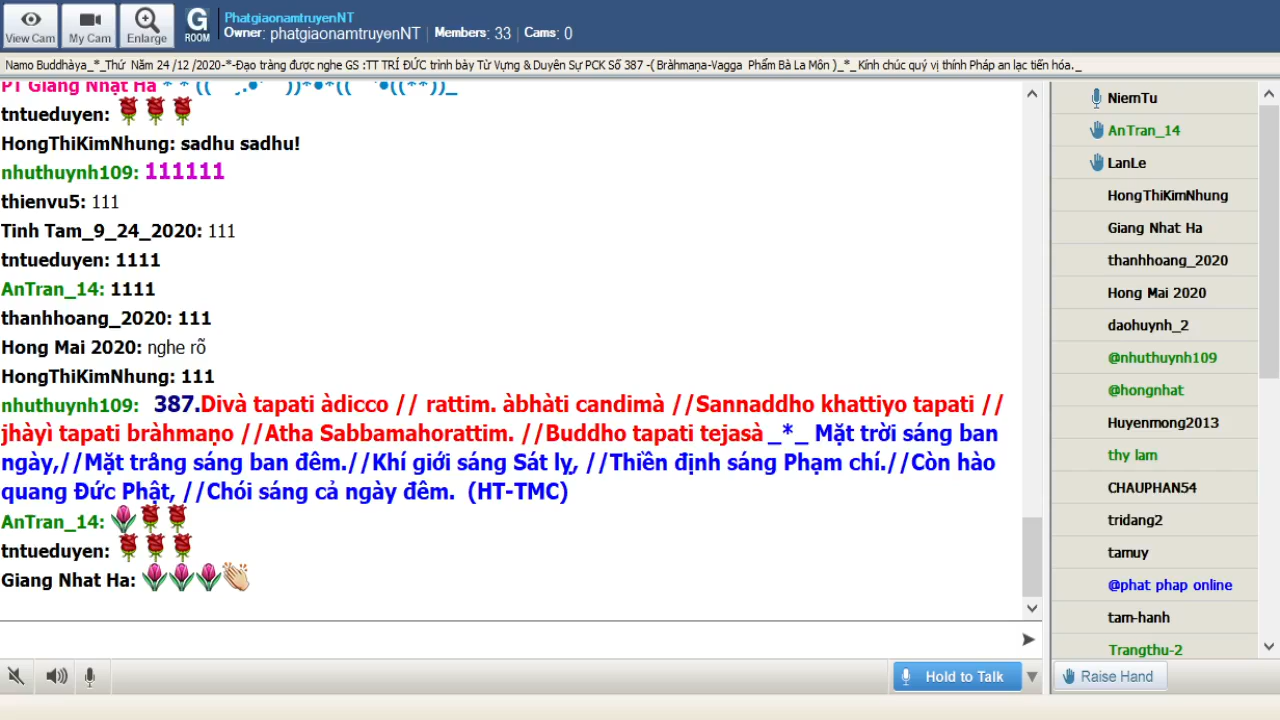 View Cam
My Cam
Enlarge
G
ROOM
PhatgiaonamtruyenNT
Owner: phatgiaonamtruyenNT | Members: 33 | Cams: 0
Namo Buddhàya_*_Thứ Năm 24 /12 /2020-*-Đạo tràng được nghe GS :TT TRÍ ĐỨC trình bày Từ Vựng & Duyên Sự PCK Số 387 -( Bràhmaṇa-Vagga Phẩm Bà La Môn )_*_ Kính chúc quý vị thính Pháp an lạc tiến hóa._
PT Giang Nhật Hạ
tntueduyen:
HongThiKimNhung: sadhu sadhu!
nhuthuynh109: 111111
thienvu5: 111
Tinh Tam_9_24_2020: 111
tntueduyen: 1111
AnTran_14: 1111
thanhhoang_2020: 111
Hong Mai 2020: nghe rõ
HongThiKimNhung: 111
nhuthuynh109: 387.Divà tapati àdicco // rattim. àbhàti candimà //Sannaddho khattiyo tapati //
jhàyì tapati bràhmaṇo //Atha Sabbamahorattim. //Buddho tapati tejasà _*_ Mặt trời sáng ban
ngày,//Mặt trăng sáng ban đêm.//Khí giới sáng Sát lỵ, //Thiền định sáng Phạm chí.//Còn hào
quang Đức Phật, //Chói sáng cả ngày đêm. (HT-TMC)
AnTran_14:
tntueduyen:
Giang Nhat Ha:
Hold to Talk
NiemTu
AnTran_14
LanLe
HongThiKimNhung
Giang Nhat Ha
thanhhoang_2020
Hong Mai 2020
daohuynh_2
@nhuthuynh109
@hongnhat
Huyenmong2013
thy lam
CHAUPHAN54
tridang2
tamuy
@phat phap online
tam-hanh
Trangthu-2
Raise Hand